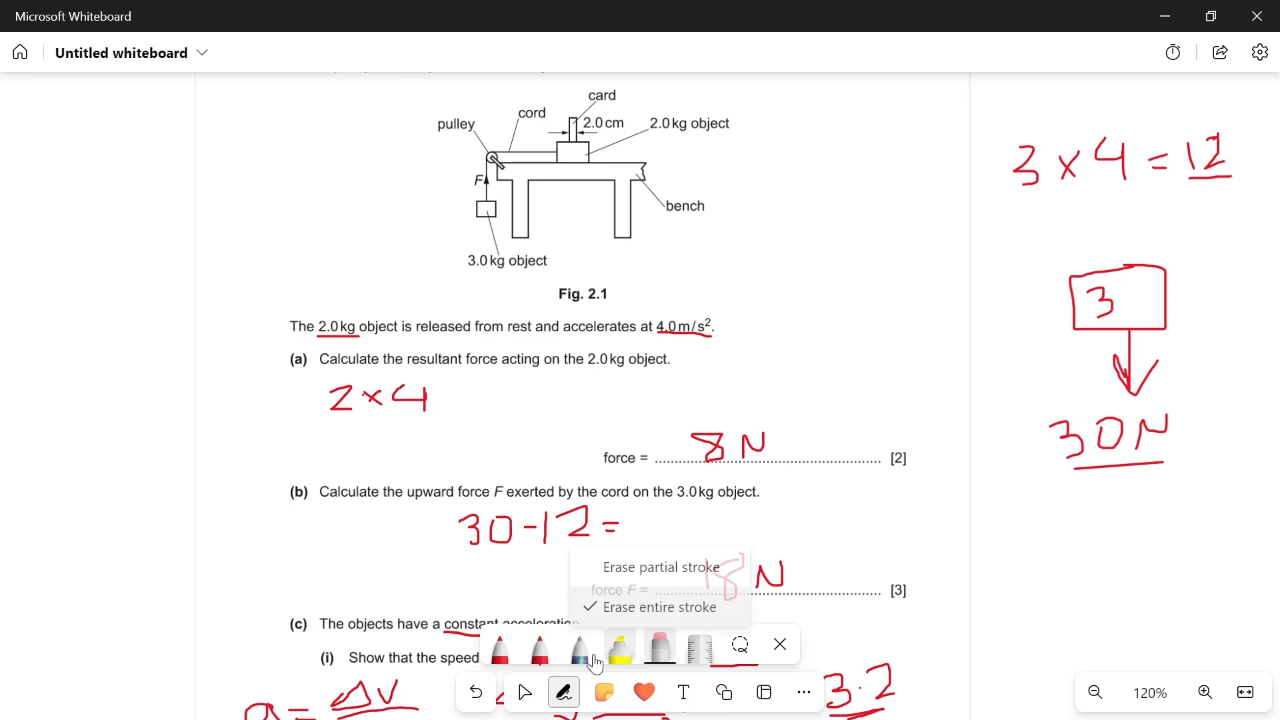 Microsoft Whiteboard
Untitled whiteboard
card
cord
pulley
2.0 cm
2.0 kg object
3 × 4 = 12
F
bench
3.0 kg object
3
Fig. 2.1
The 2.0 kg object is released from rest and accelerates at 4.0 m/s².
(a) Calculate the resultant force acting on the 2.0 kg object.
2 × 4
30 N
force = 8 N [2]
(b) Calculate the upward force F exerted by the cord on the 3.0 kg object.
30 - 12 =
Erase partial stroke
force F = 18 N [3]
Erase entire stroke
(c) The objects have a constant acceleration
(i) Show that the speed
a = ΔV
3.2
120%